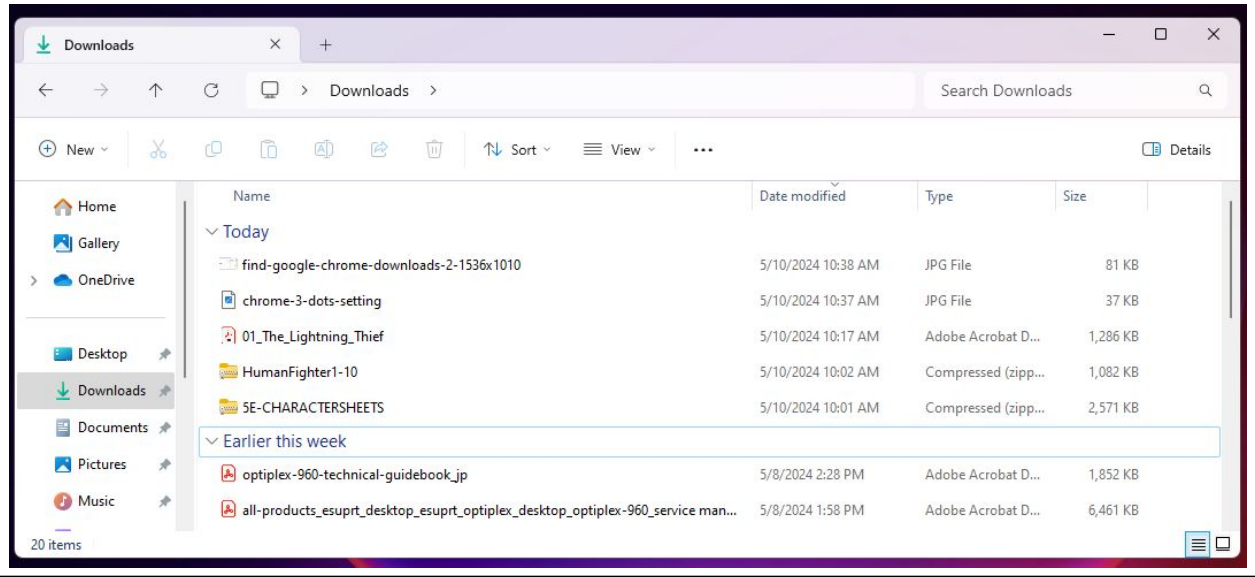 Downloads
Downloads
Search Downloads
New
Sort
View
Details
Home
Gallery
OneDrive
Desktop
Downloads
Documents
Pictures
Music
Name Date modified Type Size
Today
find-google-chrome-downloads-2-1536x1010 5/10/2024 10:38 AM JPG File 81 KB
chrome-3-dots-setting 5/10/2024 10:37 AM JPG File 37 KB
01_The_Lightning_Thief 5/10/2024 10:17 AM Adobe Acrobat D... 1,286 KB
HumanFighter1-10 5/10/2024 10:02 AM Compressed (zipp... 1,082 KB
5E-CHARACTERSHEETS 5/10/2024 10:01 AM Compressed (zipp... 2,571 KB
Earlier this week
optiplex-960-technical-guidebook_jp 5/8/2024 2:28 PM Adobe Acrobat D... 1,852 KB
all-products_esuprt_desktop_esuprt_optiplex_desktop_optiplex-960_service man... 5/8/2024 1:58 PM Adobe Acrobat D... 6,461 KB
20 items